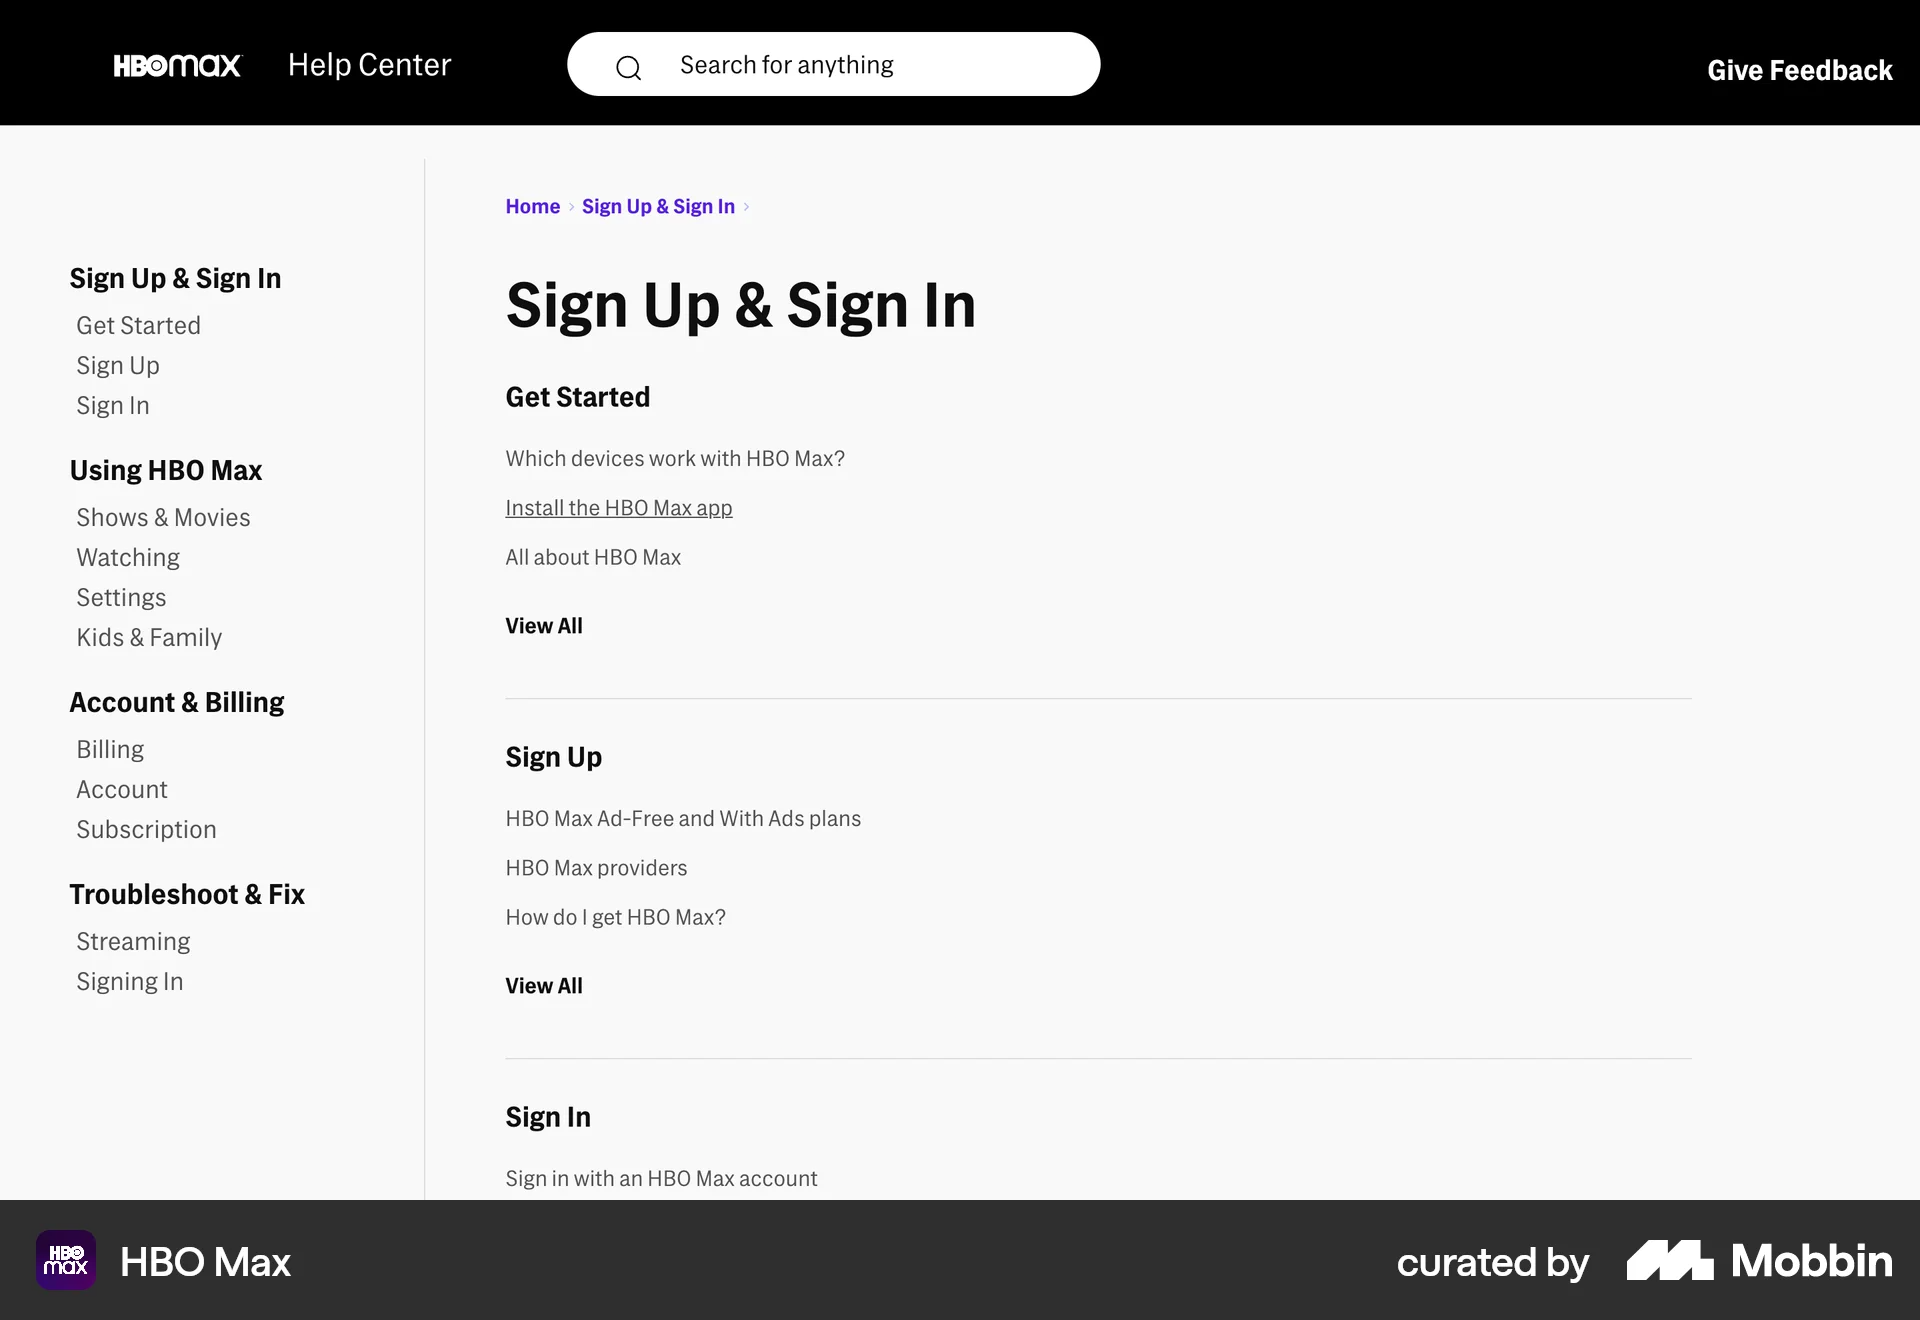 HBOmax
Help Center
Search for anything
Give Feedback
Home › Sign Up & Sign In ›
Sign Up & Sign In
Get Started
Sign Up
Sign In
Using HBO Max
Shows & Movies
Watching
Settings
Kids & Family
Account & Billing
Billing
Account
Subscription
Troubleshoot & Fix
Streaming
Signing In
Sign Up & Sign In
Get Started
Which devices work with HBO Max?
Install the HBO Max app
All about HBO Max
View All
Sign Up
HBO Max Ad-Free and With Ads plans
HBO Max providers
How do I get HBO Max?
View All
Sign In
Sign in with an HBO Max account
HBO
max
HBO Max
curated by
Mobbin